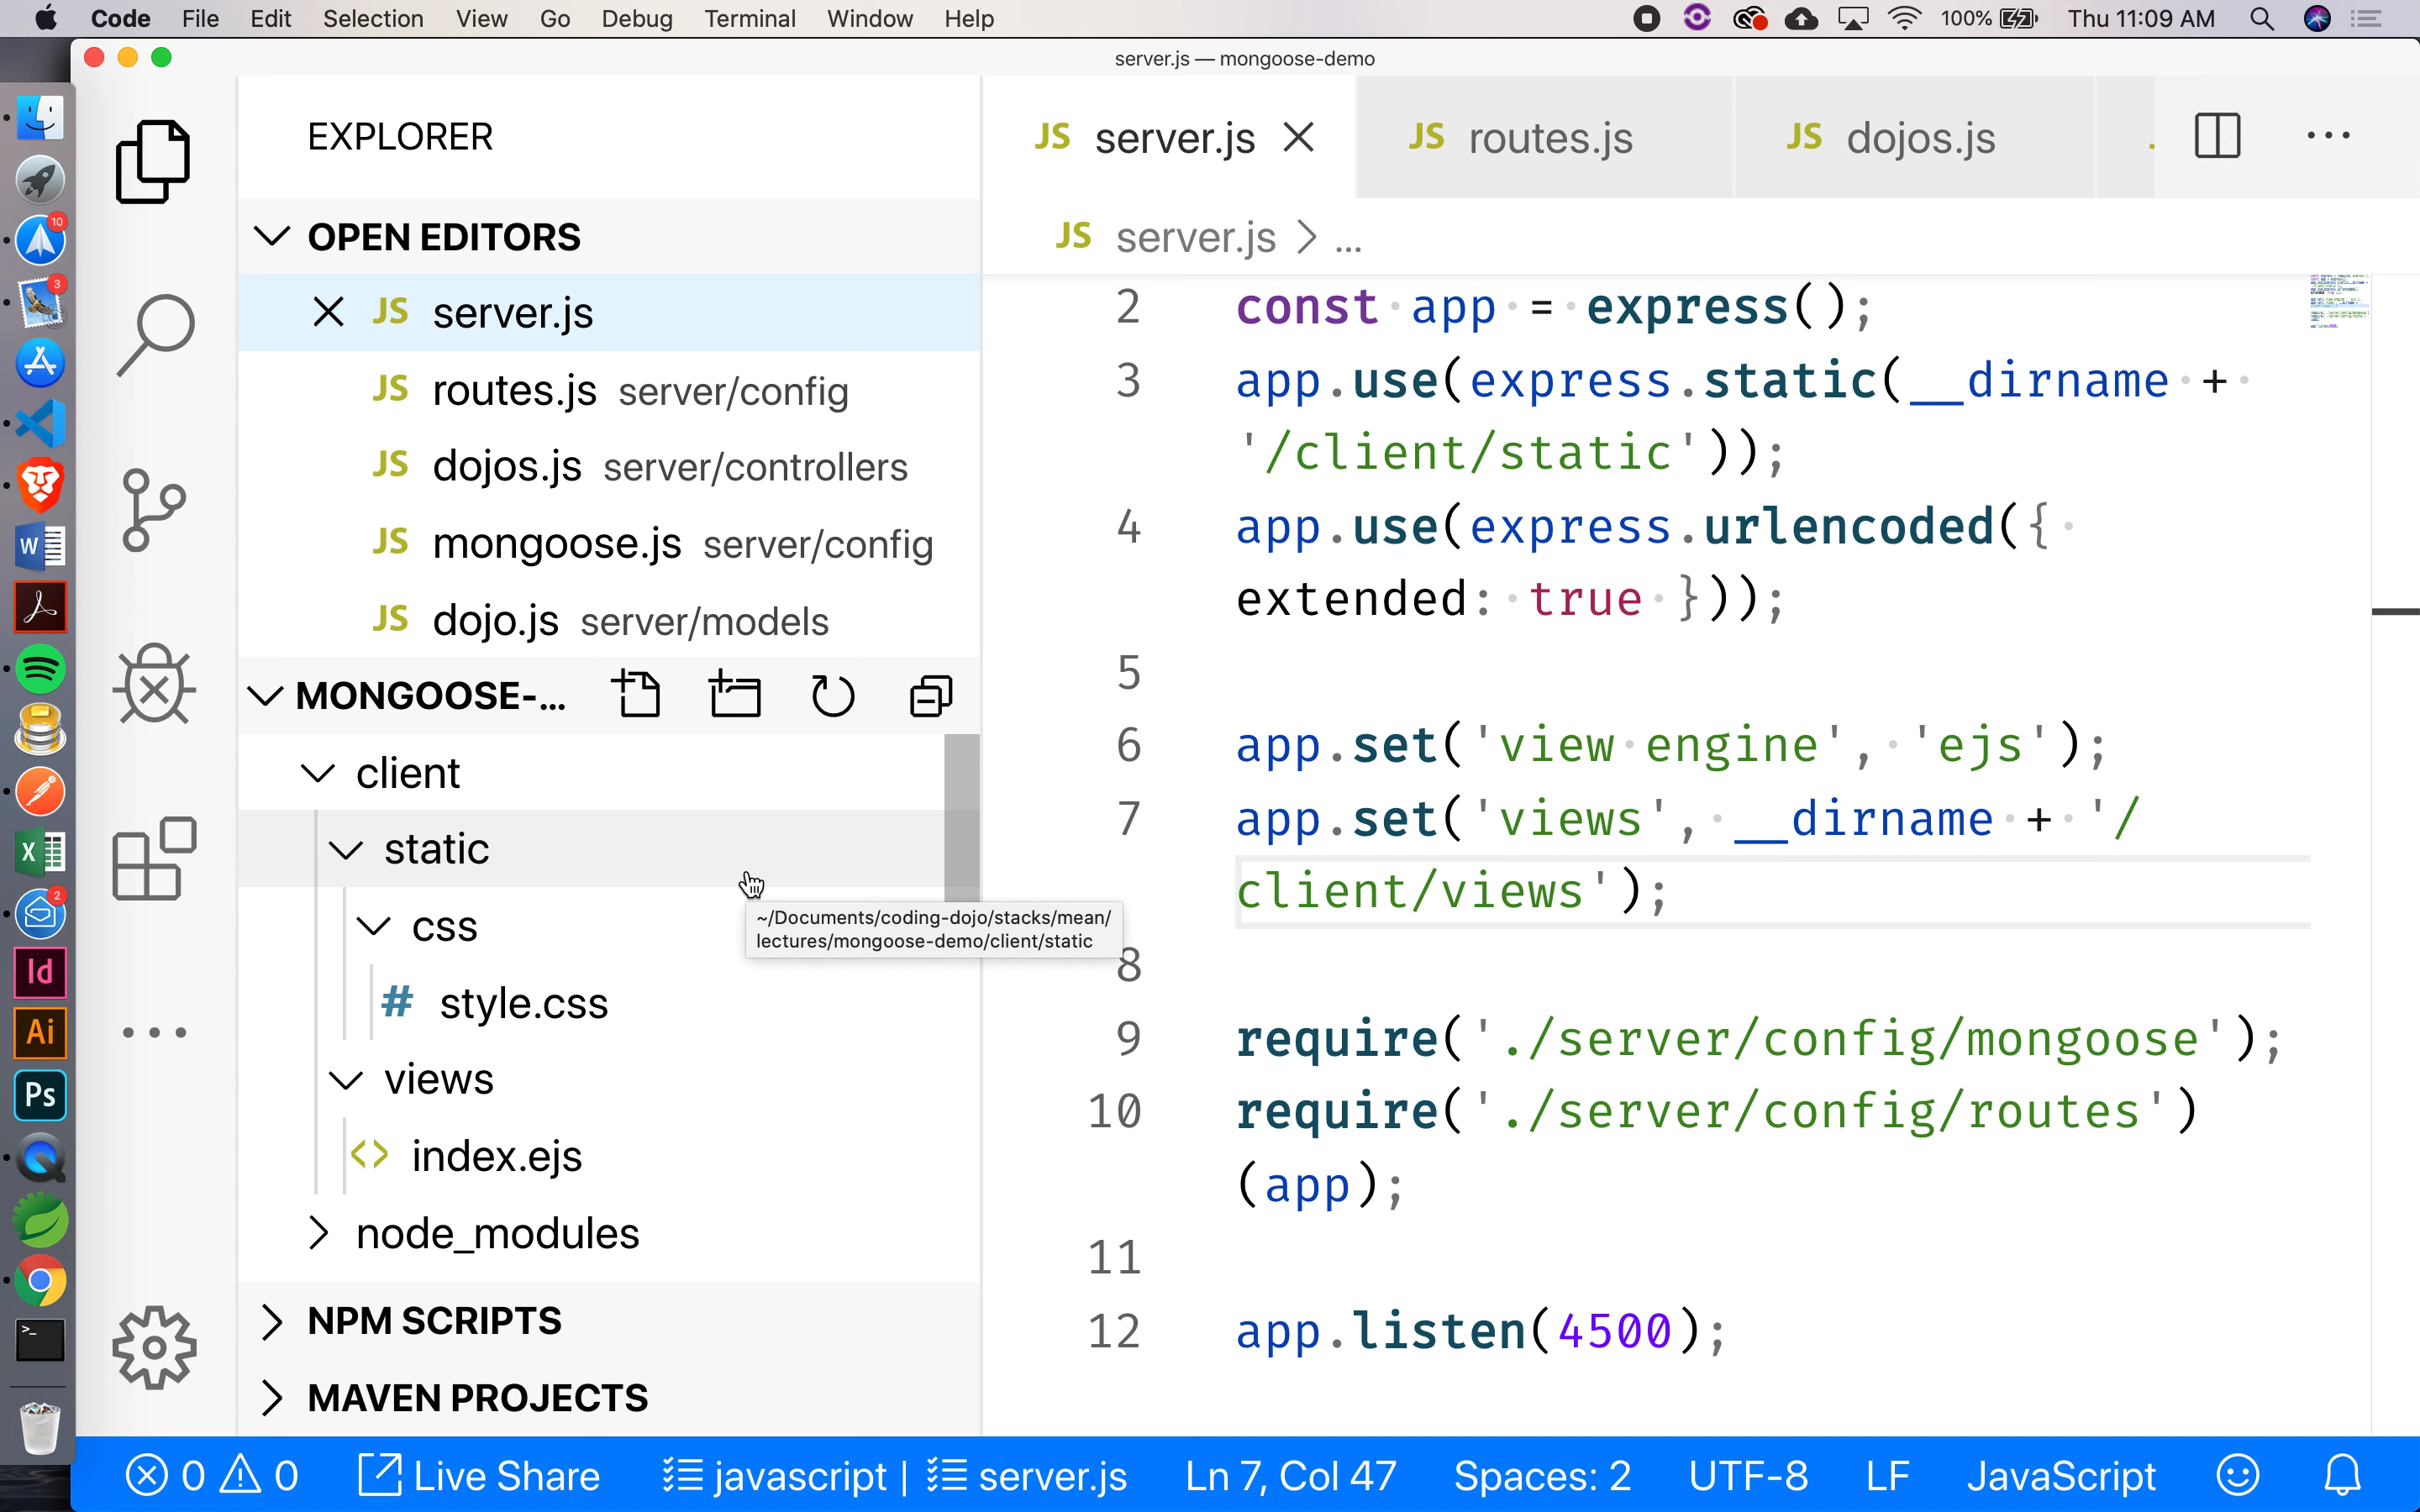 Code File Edit Selection View Go Debug Terminal Window Help
100% Thu 11:09 AM
server.js — mongoose-demo
10
3
W
X
2
Id
Ai
Ps
>_
EXPLORER
OPEN EDITORS
JS server.js
JS routes.js server/config
JS dojos.js server/controllers
JS mongoose.js server/config
JS dojo.js server/models
MONGOOSE-...
client
static
css
# style.css
views
<> index.ejs
node_modules
NPM SCRIPTS
MAVEN PROJECTS
~/Documents/coding-dojo/stacks/mean/
lectures/mongoose-demo/client/static
JS server.js JS routes.js JS dojos.js
JS server.js > ...
2 const app = express();
3 app.use(express.static(__dirname +
'/client/static'));
4 app.use(express.urlencoded({
extended: true }));
5
6 app.set('view engine', 'ejs');
7 app.set('views', __dirname + '/
client/views');
8
9 require('./server/config/mongoose');
10 require('./server/config/routes')
(app);
11
12 app.listen(4500);
0 0 Live Share javascript | server.js Ln 7, Col 47 Spaces: 2 UTF-8 LF JavaScript